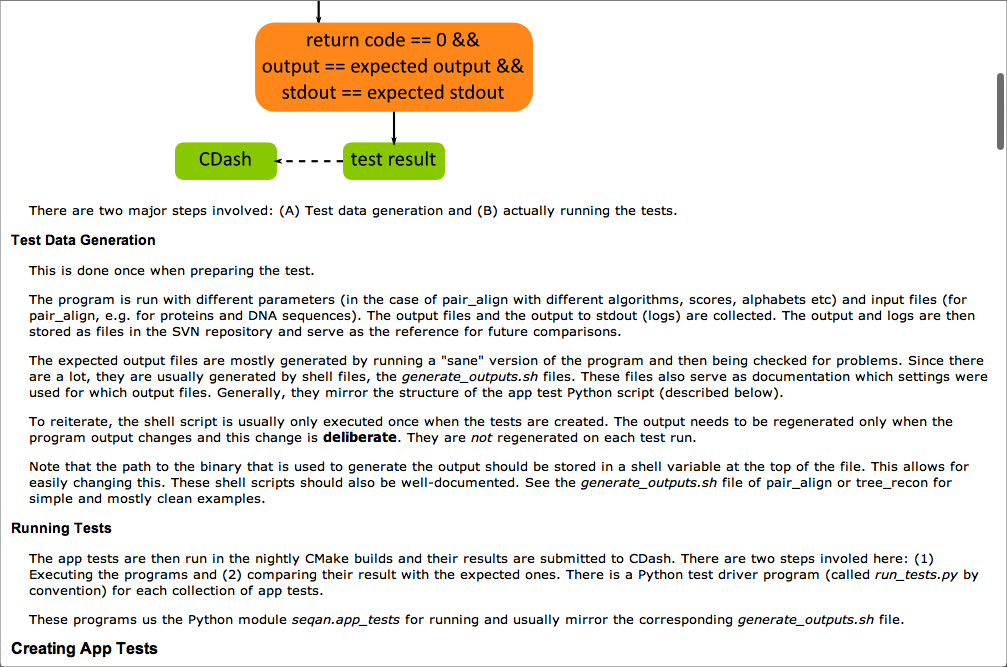 return code == 0 &&
output == expected output &&
stdout == expected stdout
CDash
test result
There are two major steps involved: (A) Test data generation and (B) actually running the tests.
Test Data Generation
This is done once when preparing the test.
The program is run with different parameters (in the case of pair_align with different algorithms, scores, alphabets etc) and input files (for
pair_align, e.g. for proteins and DNA sequences). The output files and the output to stdout (logs) are collected. The output and logs are then
stored as files in the SVN repository and serve as the reference for future comparisons.
The expected output files are mostly generated by running a "sane" version of the program and then being checked for problems. Since there
are a lot, they are usually generated by shell files, the generate_outputs.sh files. These files also serve as documentation which settings were
used for which output files. Generally, they mirror the structure of the app test Python script (described below).
To reiterate, the shell script is usually only executed once when the tests are created. The output needs to be regenerated only when the
program output changes and this change is deliberate. They are not regenerated on each test run.
Note that the path to the binary that is used to generate the output should be stored in a shell variable at the top of the file. This allows for
easily changing this. These shell scripts should also be well-documented. See the generate_outputs.sh file of pair_align or tree_recon for
simple and mostly clean examples.
Running Tests
The app tests are then run in the nightly CMake builds and their results are submitted to CDash. There are two steps involed here: (1)
Executing the programs and (2) comparing their result with the expected ones. There is a Python test driver program (called run_tests.py by
convention) for each collection of app tests.
These programs us the Python module seqan.app_tests for running and usually mirror the corresponding generate_outputs.sh file.
Creating App Tests